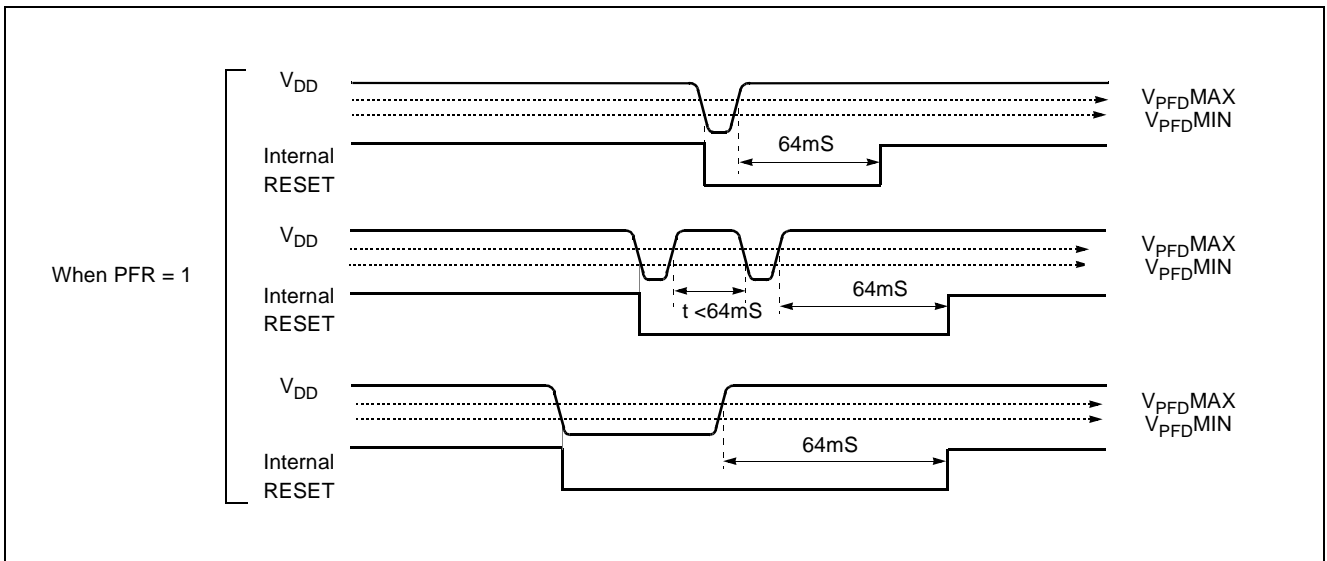 When PFR = 1
VDD
VPFDMAX
VPFDMIN
Internal
RESET
64mS
VDD
VPFDMAX
VPFDMIN
Internal
RESET
t <64mS
64mS
VDD
VPFDMAX
VPFDMIN
Internal
RESET
64mS